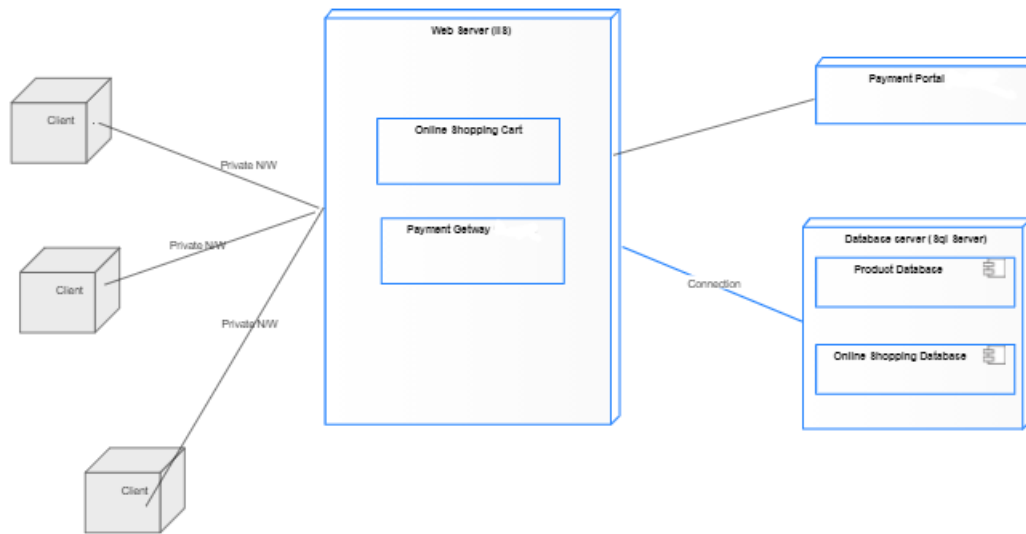 Web Server (IIS)
Payment Portal
Client
Online Shopping Cart
Private N/W
Payment Getway
Private N/W
Database server (Sql Server)
Product Database
Client
Connection
Private N/W
Online Shopping Database
Client